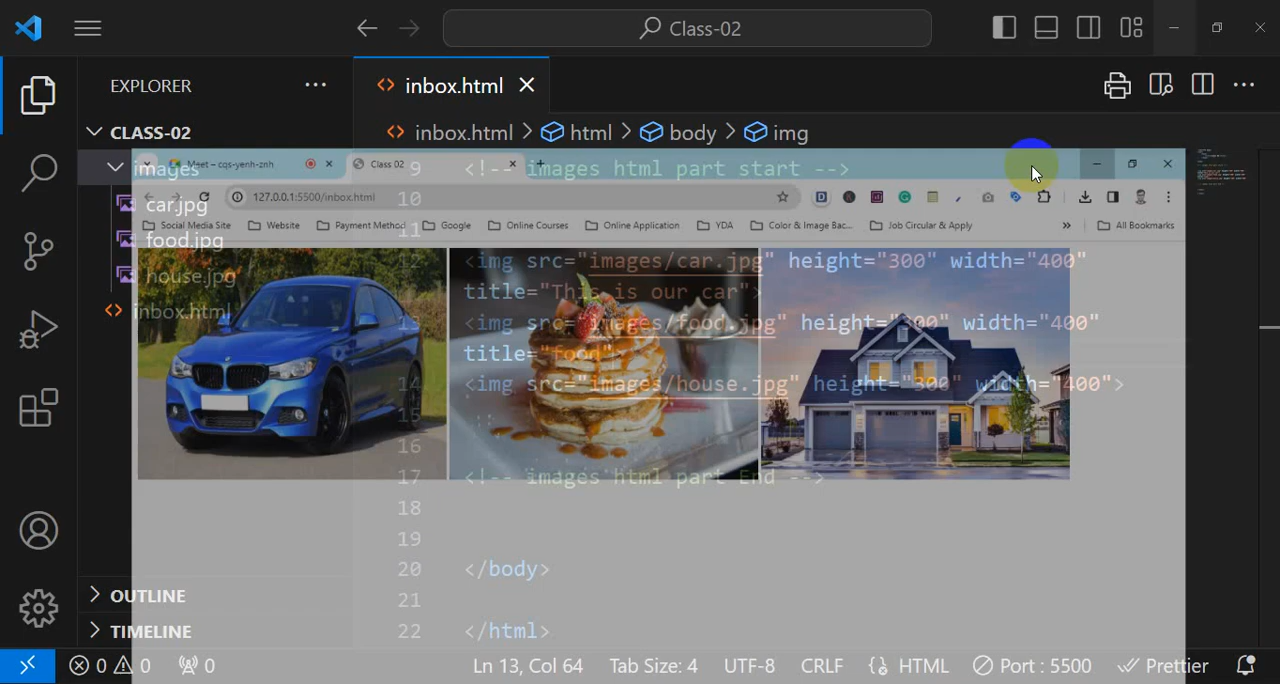 Class-02
EXPLORER
inbox.html
CLASS-02
inbox.html > html > body > img
images
car.jpg
food.jpg
house.jpg
inbox.html
Meet – cqs-yenh-znh
Class 02
127.0.0.1:5500/inbox.html
Social Media Site
Website
Payment Method
Google
Online Courses
Online Application
YDA
Color & Image Bac...
Job Circular & Apply
All Bookmarks
9 <!-- images html part start -->
10
11
12 <img src="images/car.jpg" height="300" width="400"
title="This is our car">
13 <img src="images/food.jpg" height="300" width="400"
title="food"
14 <img src="images/house.jpg" height="300" width="400">
15
16
17 <!-- images html part End -->
18
19
20 </body>
21
22 </html>
OUTLINE
TIMELINE
0 0 0 Ln 13, Col 64 Tab Size: 4 UTF-8 CRLF {} HTML Port : 5500 Prettier